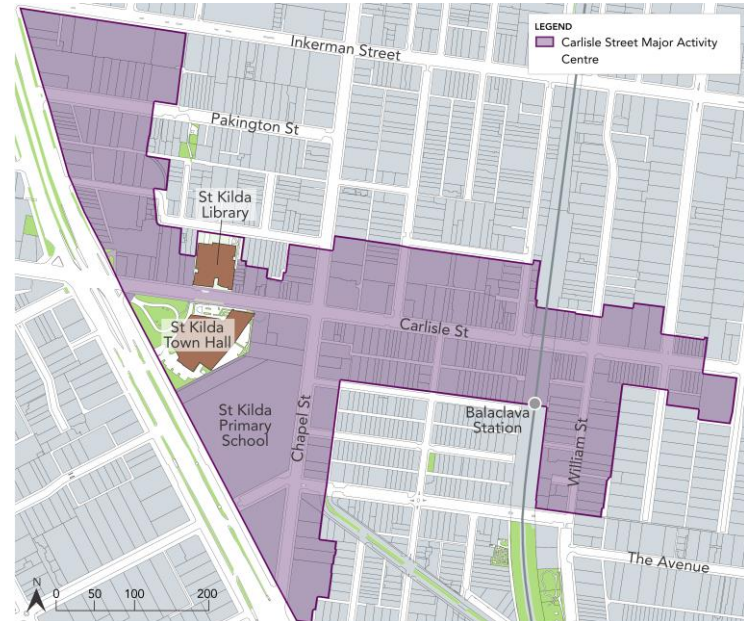 Inkerman Street
LEGEND
Carlisle Street Major Activity
Centre
Pakington St
St Kilda
Library
Carlisle St
St Kilda
Town Hall
St Kilda
Primary
School
Chapel St
Balaclava
Station
William St
The Avenue
N
0 50 100 200